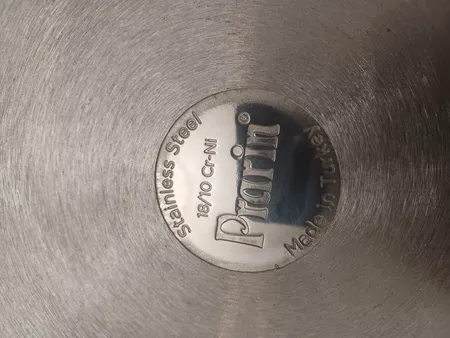 Stainless Steel
18/10 Cr-Ni
Prarin®
Made in Turkey